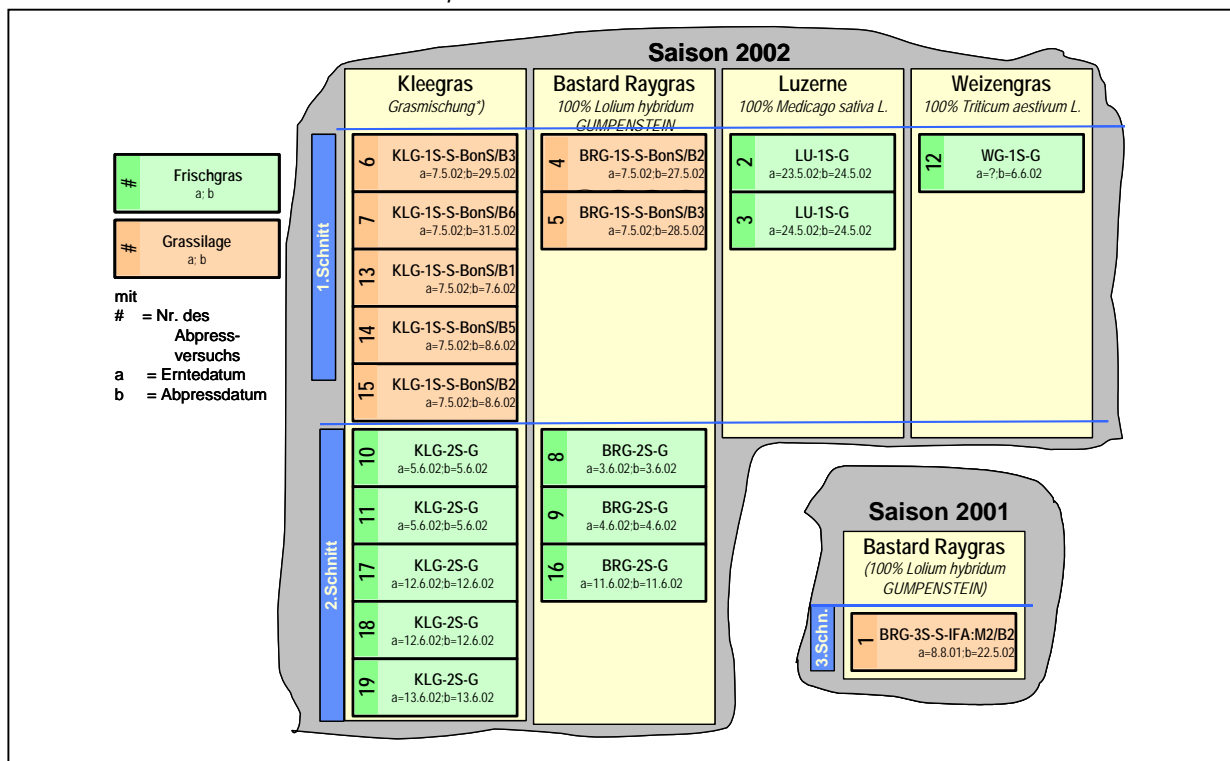 Saison 2002
Kleegras
Grasmischung*)
Bastard Raygras
100% Lolium hybridum
GUMPENSTEIN
Luzerne
100% Medicago sativa L.
Weizengras
100% Triticum aestivum L.
# Frischgras
a; b
# Grassilage
a; b
mit
# = Nr. des
Abpress-
versuchs
a = Erntedatum
b = Abpressdatum
1.Schnitt
6 KLG-1S-S-BonS/B3
a=7.5.02;b=29.5.02
7 KLG-1S-S-BonS/B6
a=7.5.02;b=31.5.02
13 KLG-1S-S-BonS/B1
a=7.5.02;b=7.6.02
14 KLG-1S-S-BonS/B5
a=7.5.02;b=8.6.02
15 KLG-1S-S-BonS/B2
a=7.5.02;b=8.6.02
4 BRG-1S-S-BonS/B2
a=7.5.02;b=27.5.02
5 BRG-1S-S-BonS/B3
a=7.5.02;b=28.5.02
2 LU-1S-G
a=23.5.02;b=24.5.02
3 LU-1S-G
a=24.5.02;b=24.5.02
12 WG-1S-G
a=?;b=6.6.02
2.Schnitt
10 KLG-2S-G
a=5.6.02;b=5.6.02
11 KLG-2S-G
a=5.6.02;b=5.6.02
17 KLG-2S-G
a=12.6.02;b=12.6.02
18 KLG-2S-G
a=12.6.02;b=12.6.02
19 KLG-2S-G
a=13.6.02;b=13.6.02
8 BRG-2S-G
a=3.6.02;b=3.6.02
9 BRG-2S-G
a=4.6.02;b=4.6.02
16 BRG-2S-G
a=11.6.02;b=11.6.02
Saison 2001
Bastard Raygras
(100% Lolium hybridum
GUMPENSTEIN)
3.Schn.
1 BRG-3S-S-IFA:M2/B2
a=8.8.01;b=22.5.02